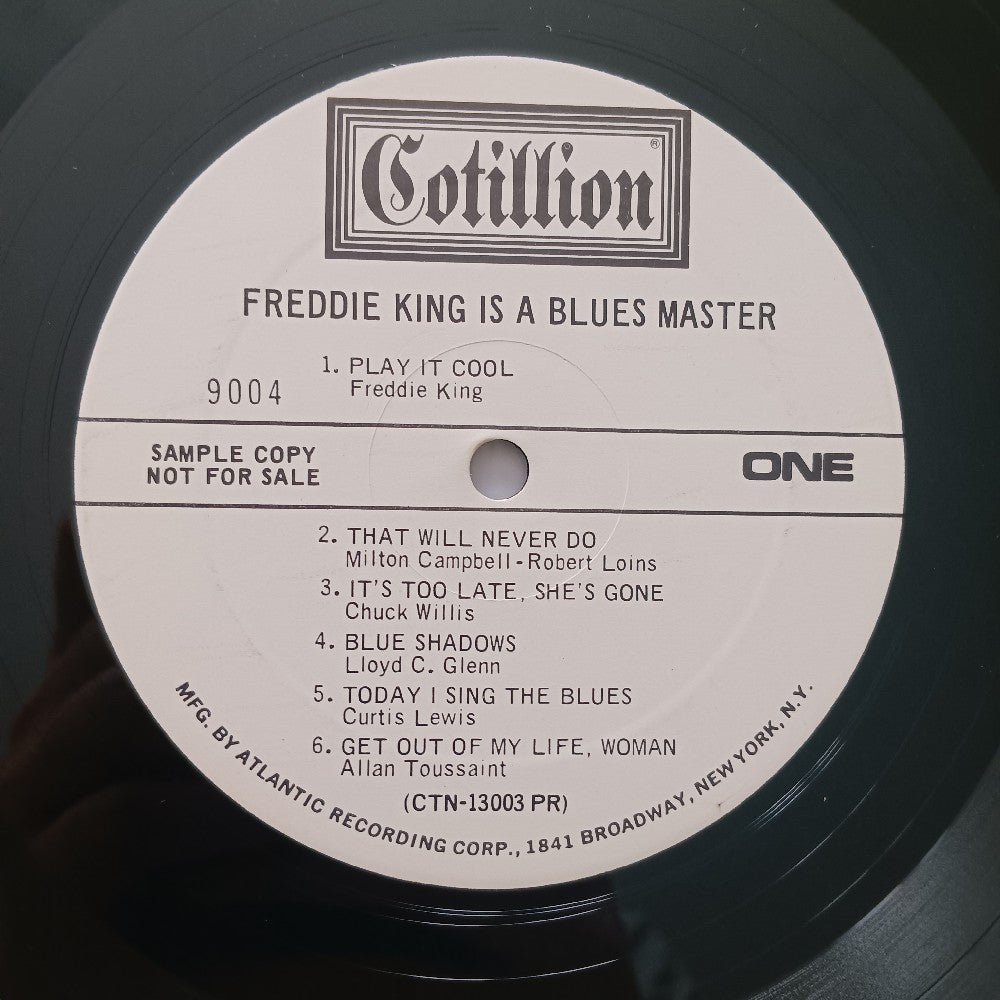 Cotillion®
FREDDIE KING IS A BLUES MASTER
1. PLAY IT COOL
Freddie King
9004
SAMPLE COPY
NOT FOR SALE
ONE
2. THAT WILL NEVER DO
Milton Campbell-Robert Loins
3. IT'S TOO LATE, SHE'S GONE
Chuck Willis
4. BLUE SHADOWS
Lloyd C. Glenn
5. TODAY I SING THE BLUES
Curtis Lewis
6. GET OUT OF MY LIFE, WOMAN
Allan Toussaint
(CTN-13003 PR)
MFG. BY ATLANTIC RECORDING CORP., 1841 BROADWAY, NEW YORK, N.Y.